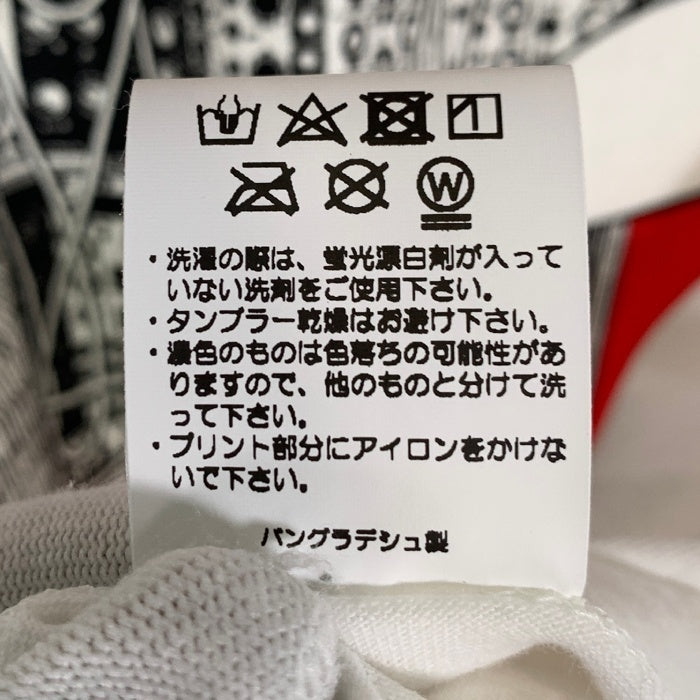 W
・洗濯の際は、蛍光漂白剤が入って
いない洗剤をご使用下さい。
・タンブラー乾燥はお避け下さい。
・濃色のものは色落ちの可能性があ
りますので、他のものと分けて洗
って下さい。
・プリント部分にアイロンをかけな
いで下さい。
バングラデシュ製